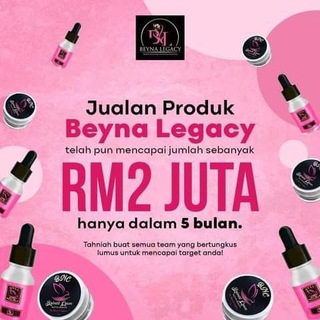 BEYNA LEGACY
Jualan Produk
Beyna Legacy
telah pun mencapai jumlah sebanyak
RM2 JUTA
hanya dalam 5 bulan.
Tahniah buat semua team yang bertungkus
lumus untuk mencapai target anda!